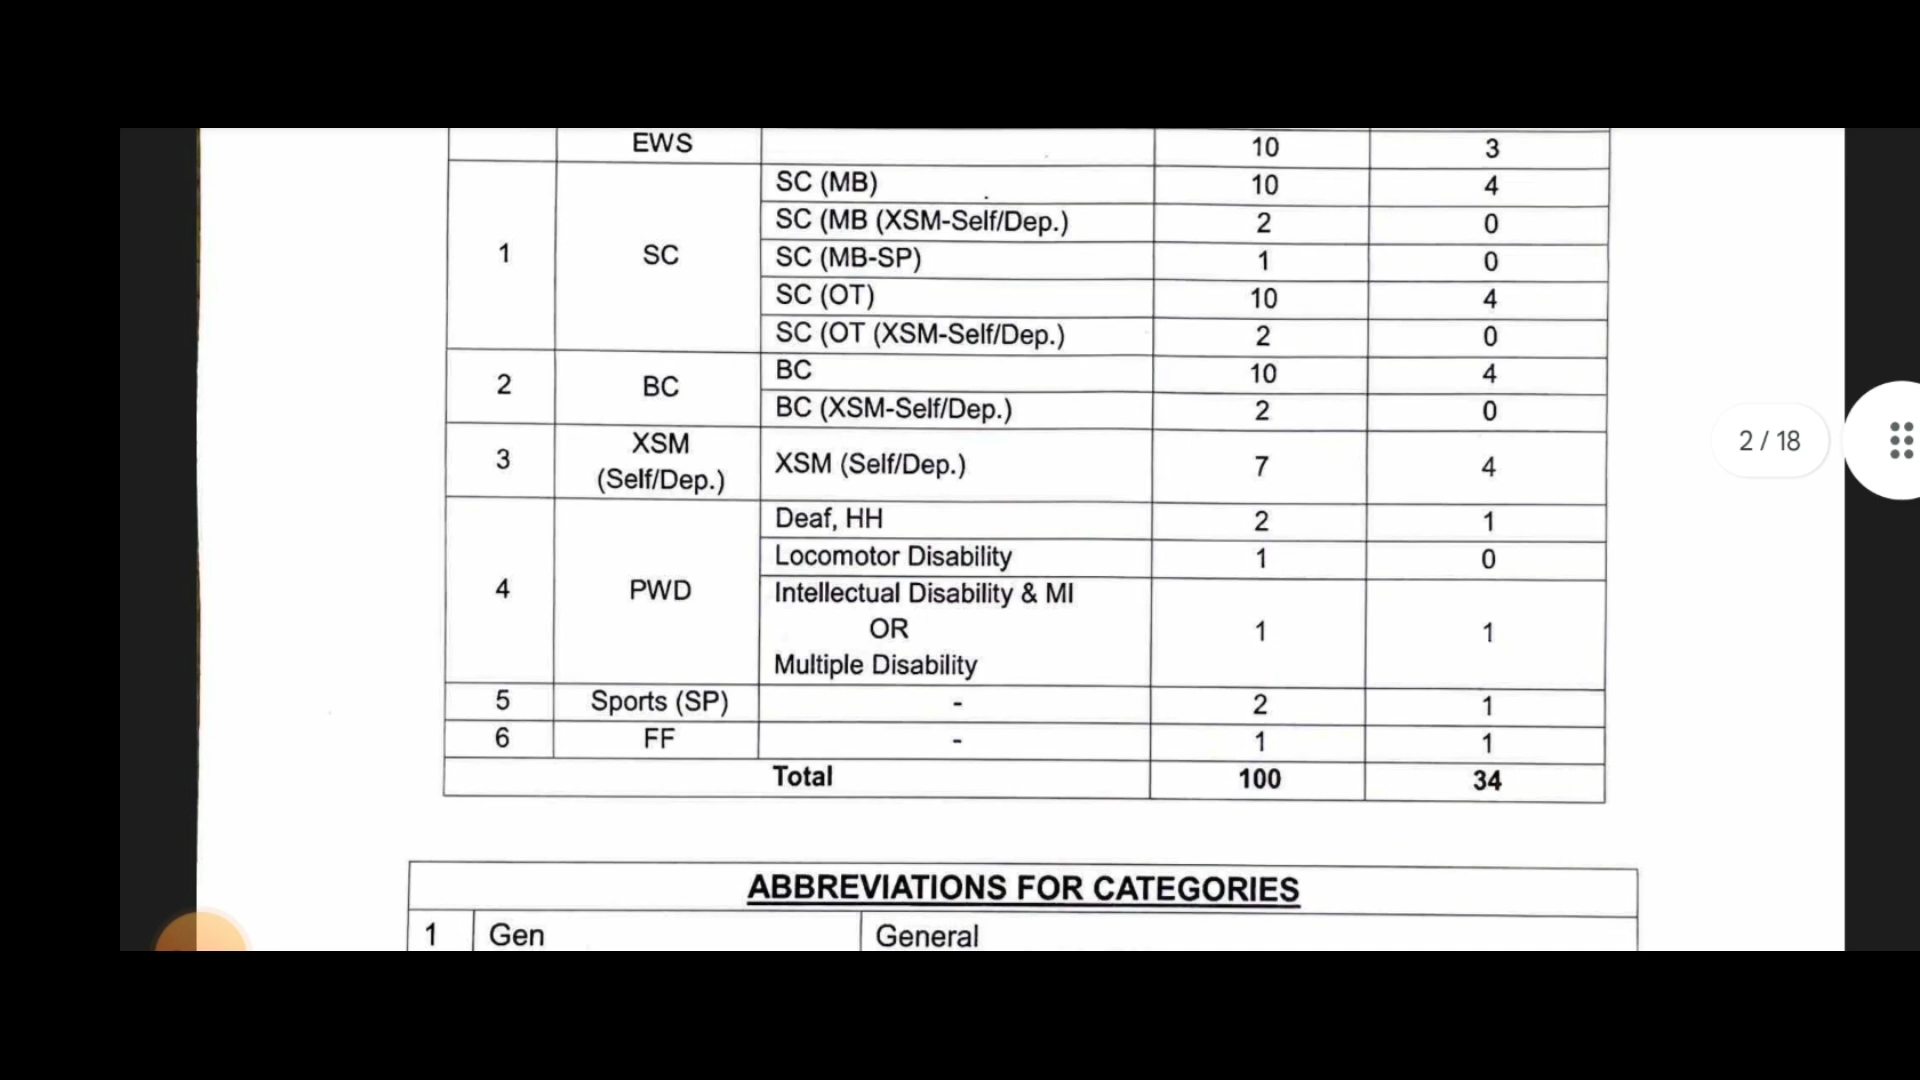 EWS 10 3
1 SC SC (MB) 10 4
SC (MB (XSM-Self/Dep.) 2 0
SC (MB-SP) 1 0
SC (OT) 10 4
SC (OT (XSM-Self/Dep.) 2 0
2 BC BC 10 4
BC (XSM-Self/Dep.) 2 0
3 XSM (Self/Dep.) XSM (Self/Dep.) 7 4
4 PWD Deaf, HH 2 1
Locomotor Disability 1 0
Intellectual Disability & MI
OR
Multiple Disability 1 1
5 Sports (SP) - 2 1
6 FF - 1 1
Total 100 34
2 / 18
ABBREVIATIONS FOR CATEGORIES
1 Gen General